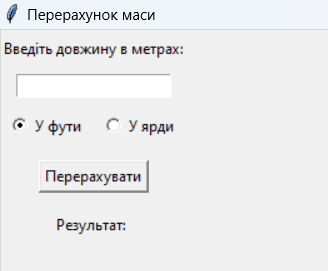 Перерахунок маси
Введіть довжину в метрах:
У фути У ярди
Перерахувати
Результат: